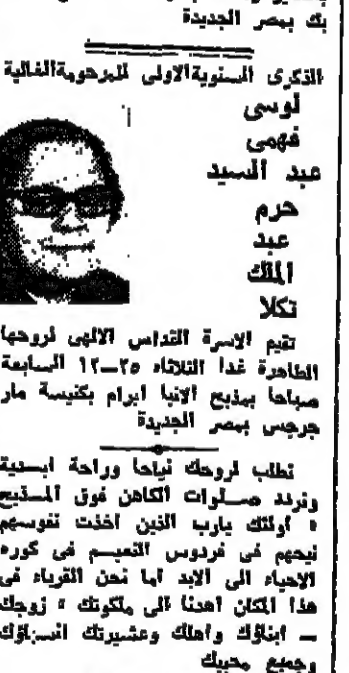 بك بمصر الجديدة
الذكرى السنوية الاولى للمرحومة الغالية
لوسى
فهمى
عبد السيد
حرم
عبد
الملك
تكلا
تقيم الاسرة القداس الالهى لروحها
الطاهرة غدا الثلاثاء ٢٥–١٢ السابعة
صباحا بمذبح الانبا ابرام بكنيسة مار
جرجس بمصر الجديدة
نطلب لروحك نياحا وراحة ابدية
ونردد صلوات الكاهن فوق المذبح
« أولئك يارب الذين اخذت نفوسهم
نيحهم فى فردوس النعيم فى كورة
الاحياء الى الابد اما نحن الغرباء فى
هذا المكان اهدنا الى ملكوتك » زوجك
– ابناؤك واهلك وعشيرتك انسباؤك
وجميع محبيك